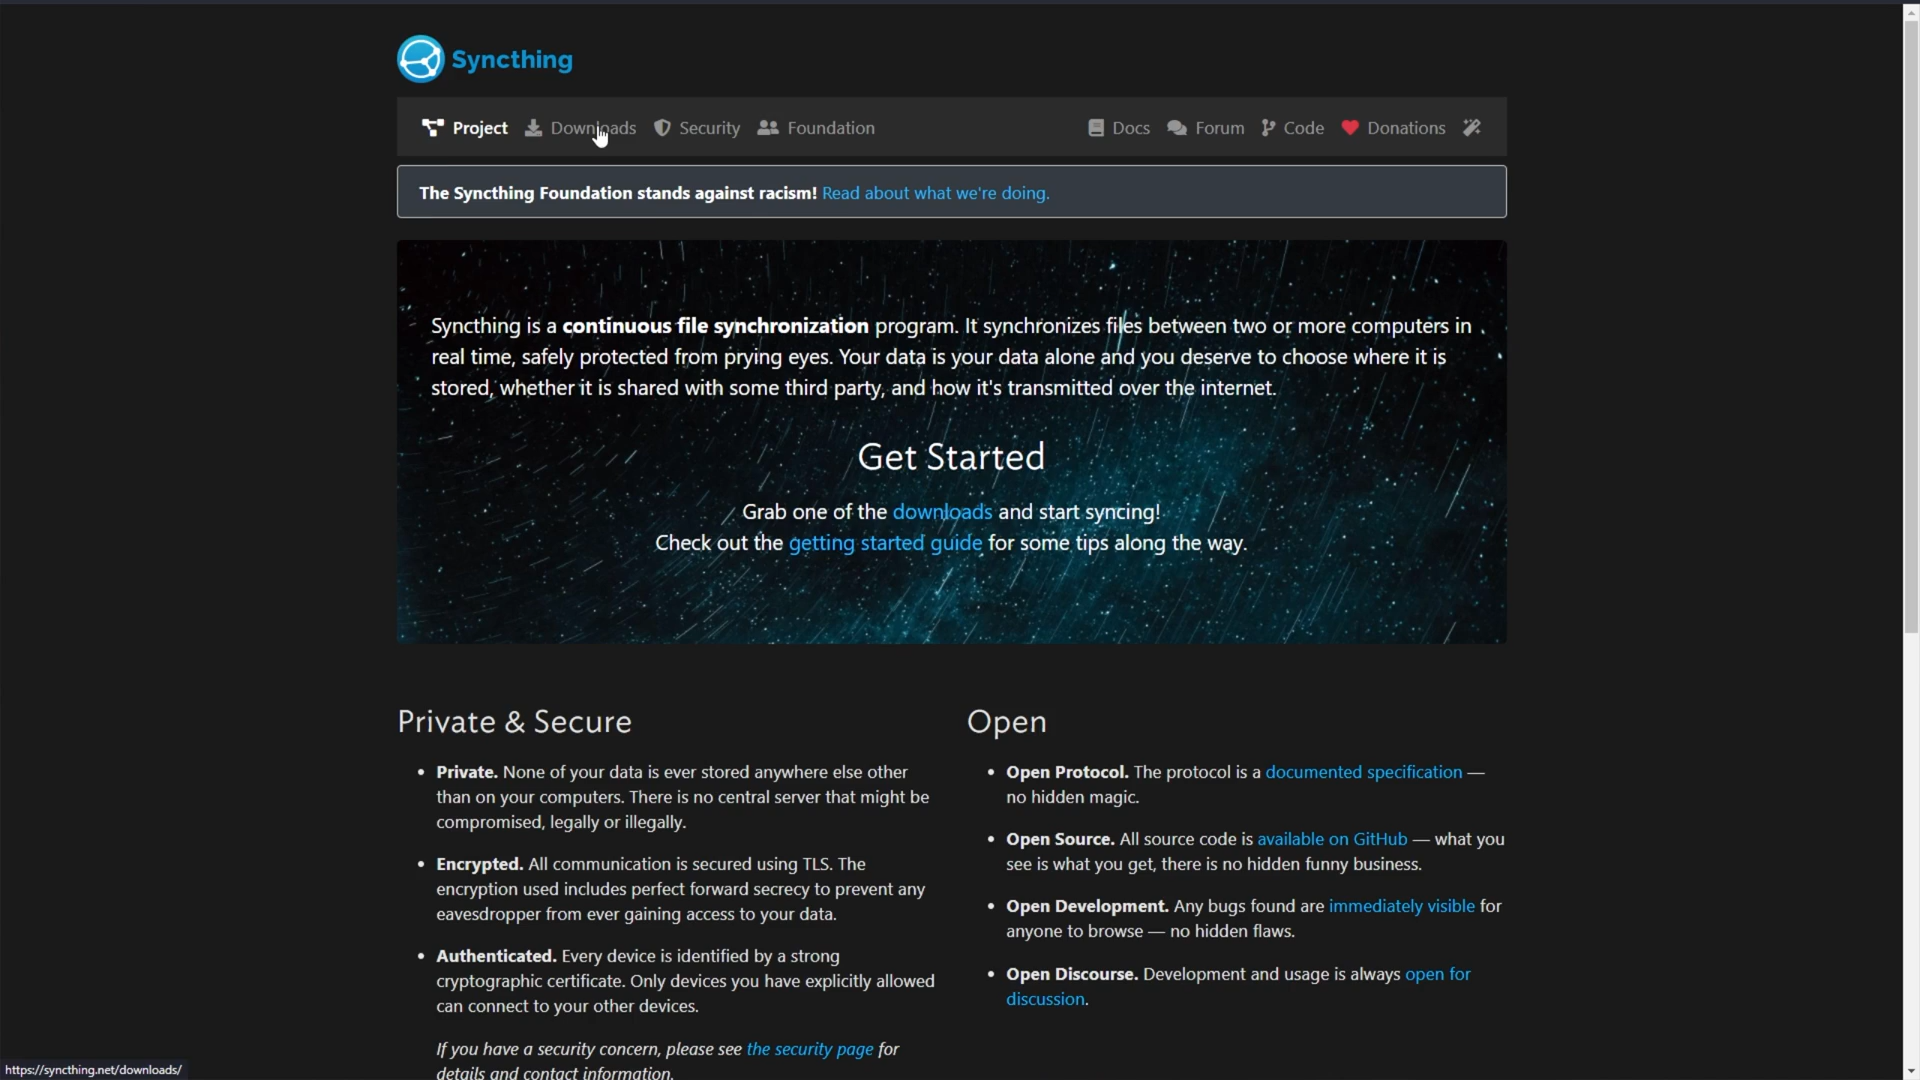 Syncthing
Project Downloads Security Foundation Docs Forum Code Donations
The Syncthing Foundation stands against racism! Read about what we're doing.
Syncthing is a continuous file synchronization program. It synchronizes files between two or more computers in
real time, safely protected from prying eyes. Your data is your data alone and you deserve to choose where it is
stored, whether it is shared with some third party, and how it's transmitted over the internet.
Get Started
Grab one of the downloads and start syncing!
Check out the getting started guide for some tips along the way.
Private & Secure
• Private. None of your data is ever stored anywhere else other
than on your computers. There is no central server that might be
compromised, legally or illegally.
• Encrypted. All communication is secured using TLS. The
encryption used includes perfect forward secrecy to prevent any
eavesdropper from ever gaining access to your data.
• Authenticated. Every device is identified by a strong
cryptographic certificate. Only devices you have explicitly allowed
can connect to your other devices.
If you have a security concern, please see the security page for
details and contact information.
Open
• Open Protocol. The protocol is a documented specification —
no hidden magic.
• Open Source. All source code is available on GitHub — what you
see is what you get, there is no hidden funny business.
• Open Development. Any bugs found are immediately visible for
anyone to browse — no hidden flaws.
• Open Discourse. Development and usage is always open for
discussion.
https://syncthing.net/downloads/